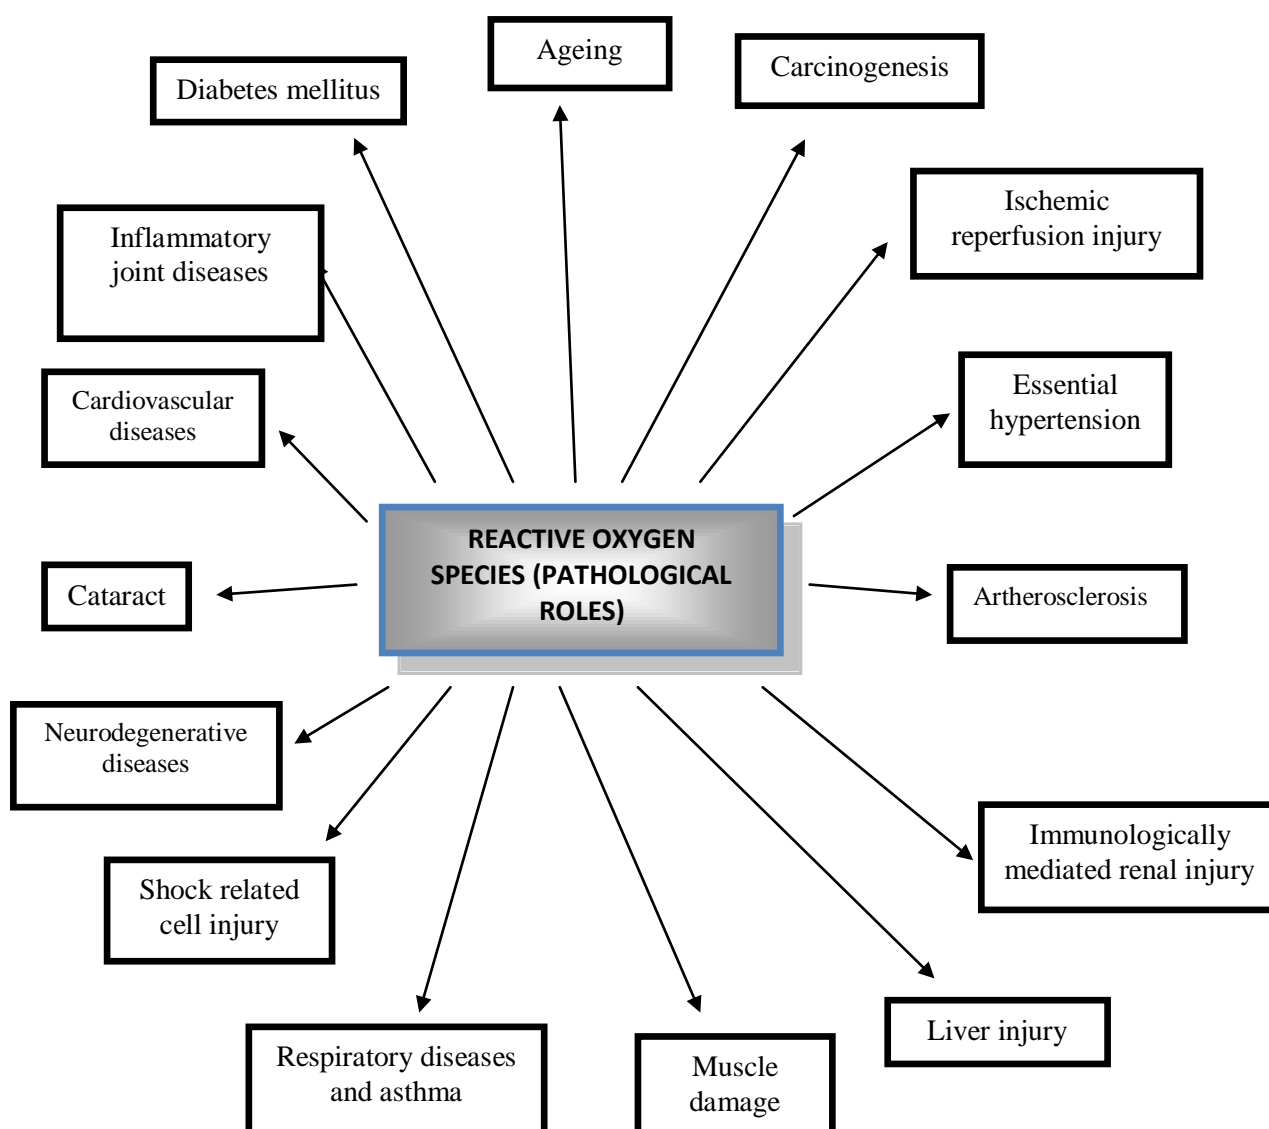 Ageing
Carcinogenesis
Diabetes mellitus
Ischemic
reperfusion injury
Inflammatory
joint diseases
Essential
hypertension
Cardiovascular
diseases
REACTIVE OXYGEN
SPECIES (PATHOLOGICAL
ROLES)
Cataract
Artherosclerosis
Neurodegenerative
diseases
Immunologically
mediated renal injury
Shock related
cell injury
Liver injury
Respiratory diseases
and asthma
Muscle
damage